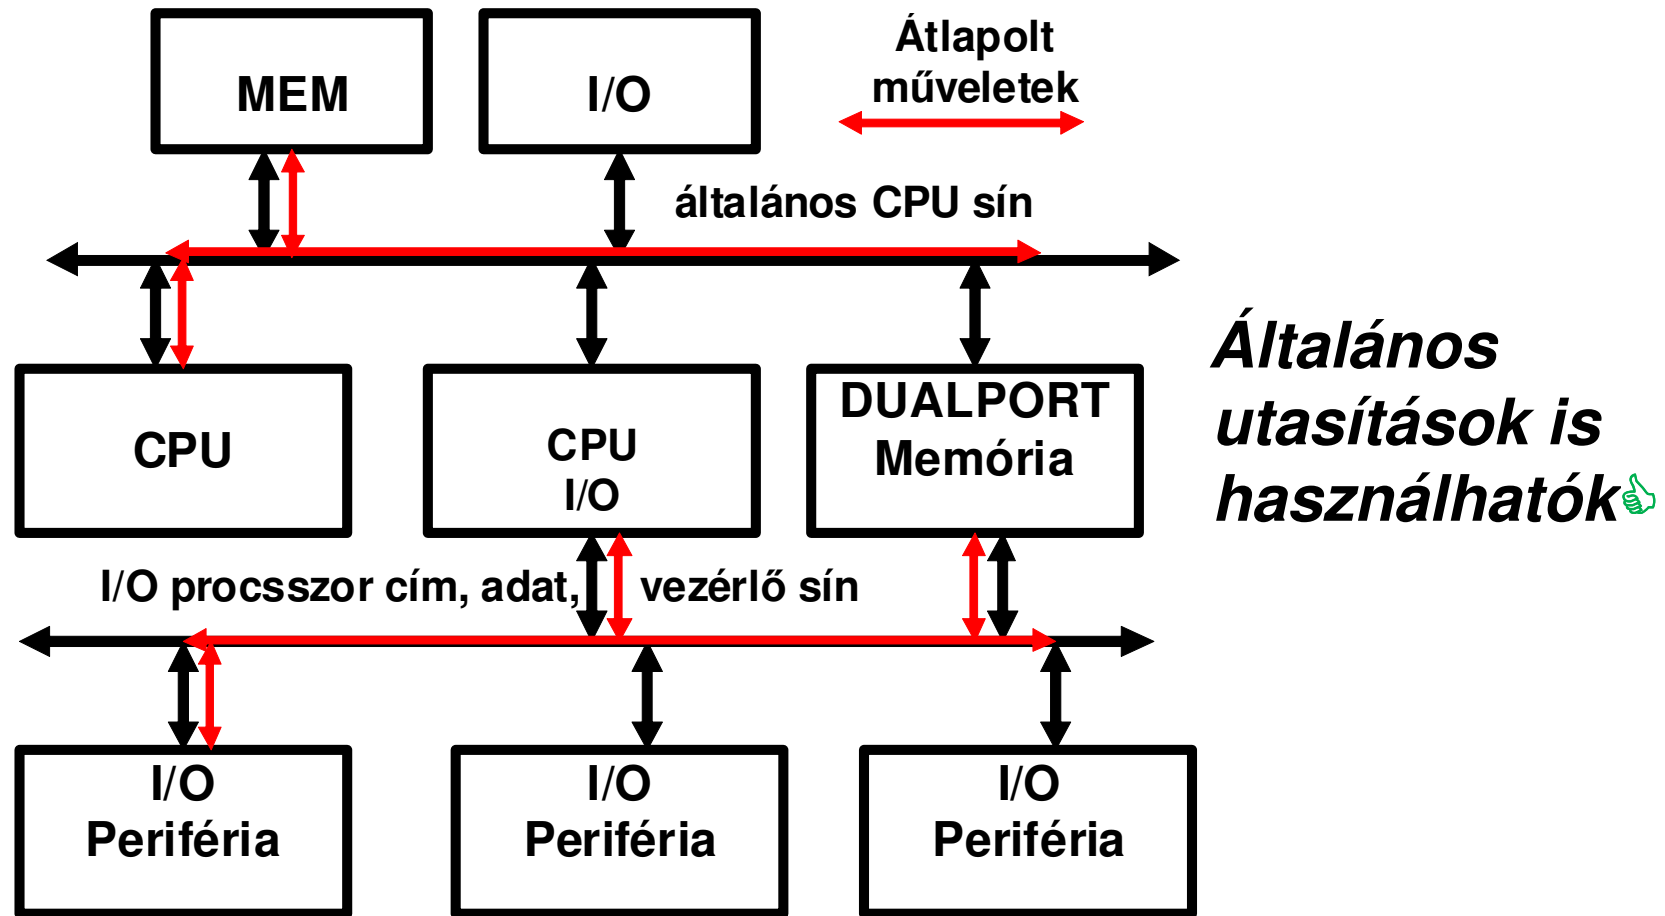 MEM
I/O
Átlapolt
műveletek
általános CPU sín
CPU
CPU
I/O
DUALPORT
Memória
Általános
utasítások is
használhatók
I/O procsszor cím, adat, vezérlő sín
I/O
Periféria
I/O
Periféria
I/O
Periféria